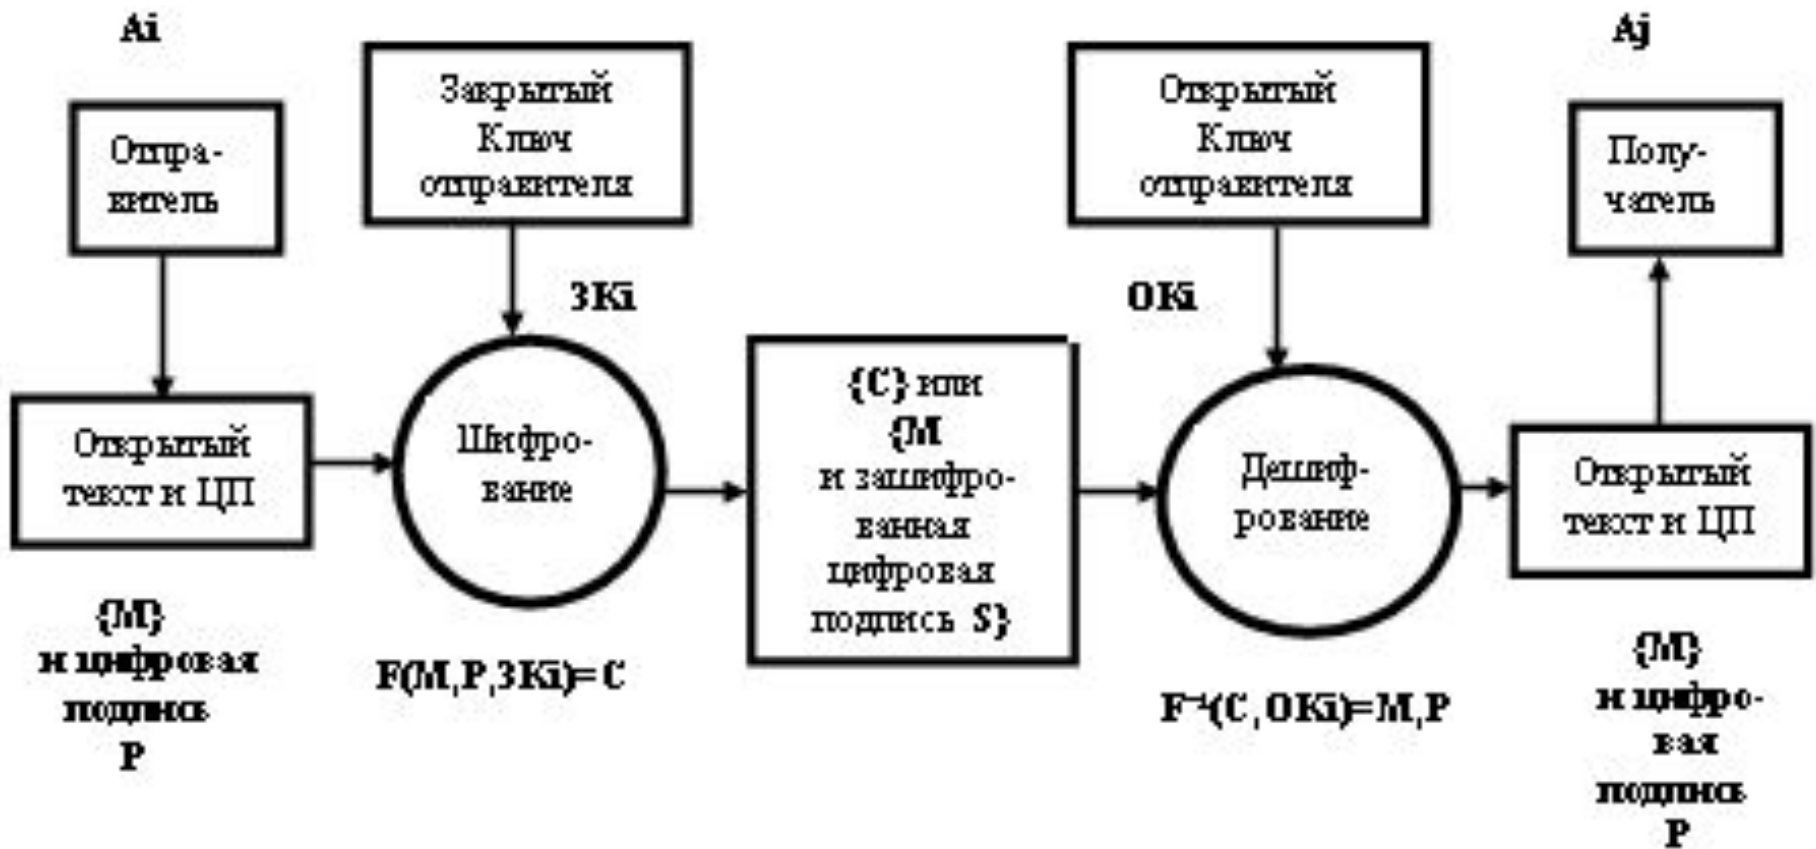 Ai
Отпра-
витель
Открытый
текст и ЦП
{M}
и цифровая
подпись
P
Закрытый
Ключ
отправителя
ЗКi
Шифро-
вание
F(M,P,ЗКi)=C
{C} или
{M
и зашифро-
ванная
цифровая
подпись S}
Открытый
Ключ
отправителя
ОКi
Дешиф-
рование
F⁻¹(C,ОКi)=M,P
Aj
Полу-
чатель
Открытый
текст и ЦП
{M}
и цифро-
вая
подпись
P